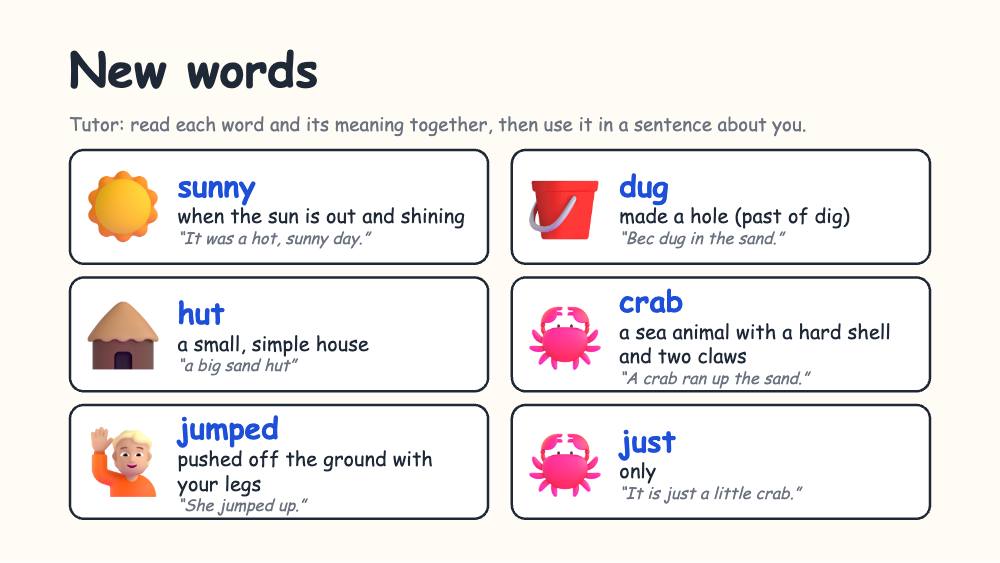 New words
Tutor: read each word and its meaning together, then use it in a sentence about you.
sunny
when the sun is out and shining
“It was a hot, sunny day.”
dug
made a hole (past of dig)
“Bec dug in the sand.”
hut
a small, simple house
“a big sand hut”
crab
a sea animal with a hard shell
and two claws
“A crab ran up the sand.”
jumped
pushed off the ground with
your legs
“She jumped up.”
just
only
“It is just a little crab.”